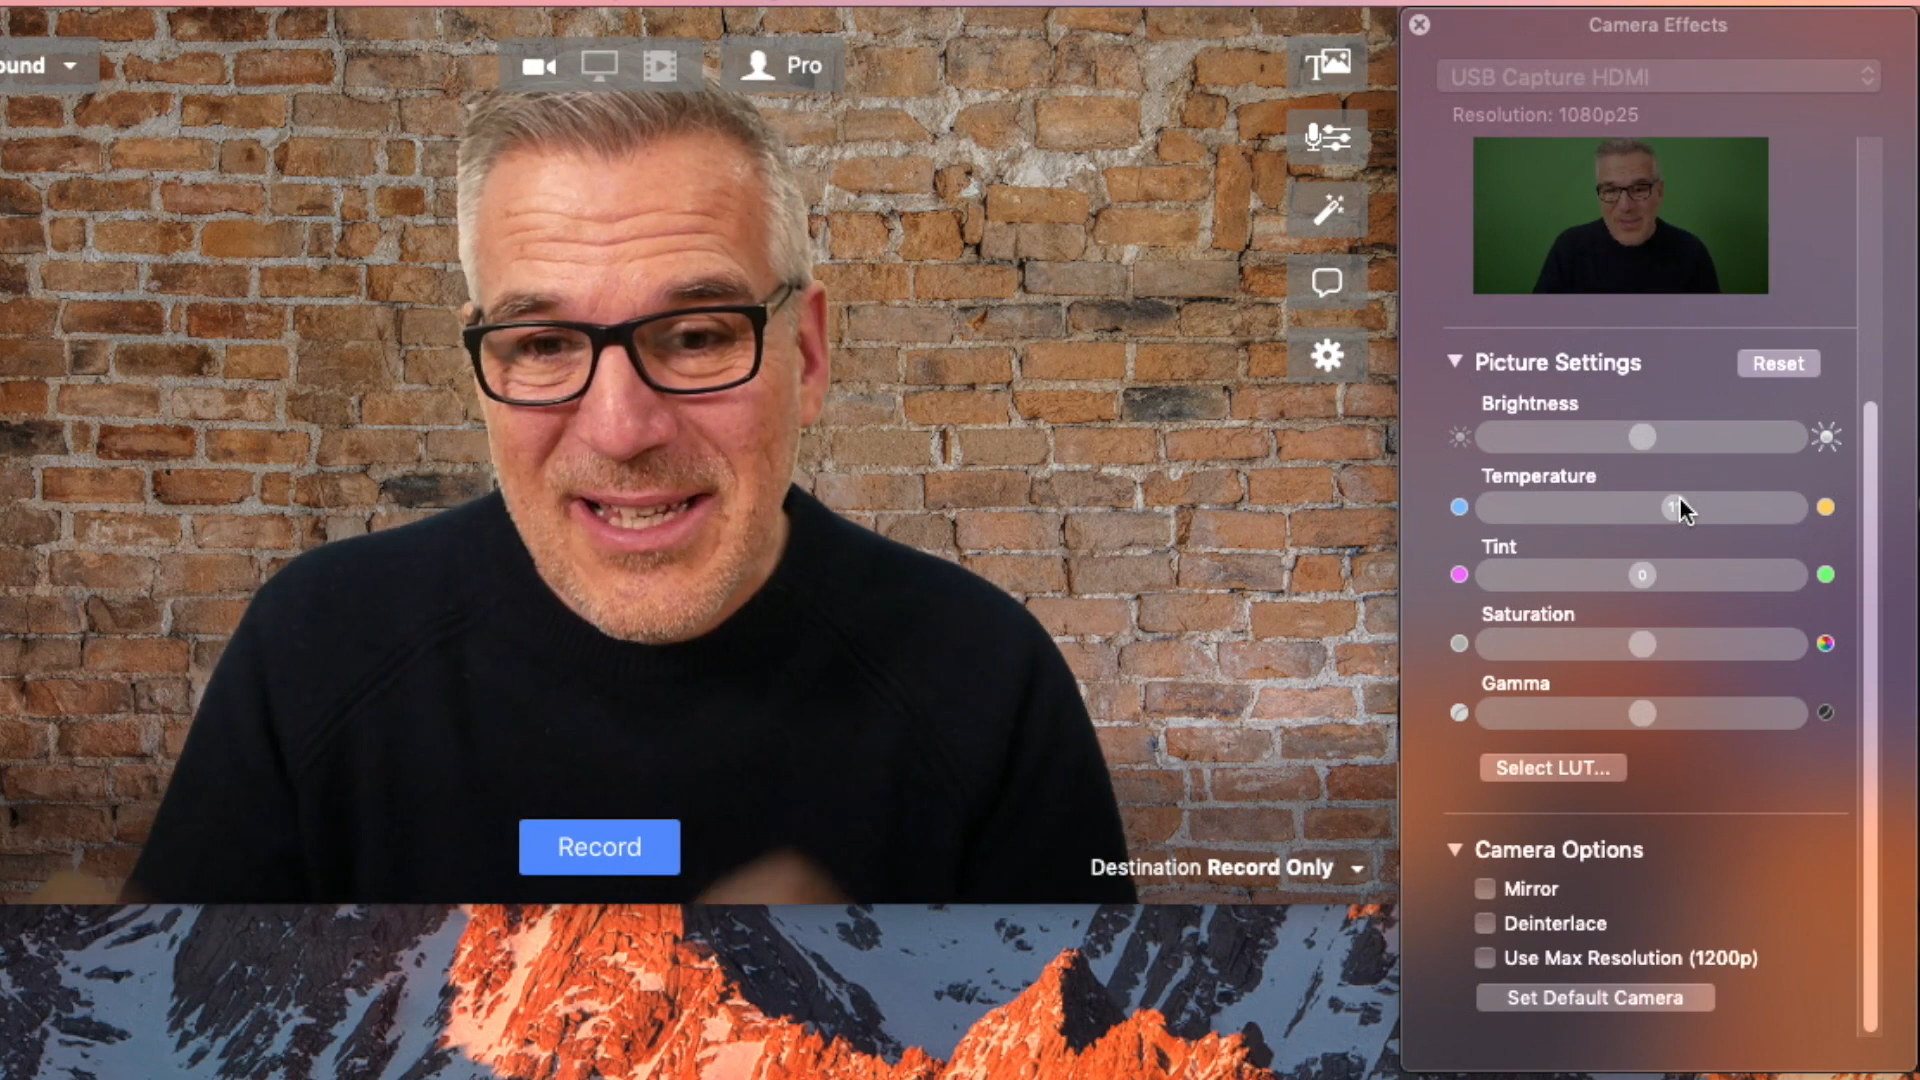 ound
Pro
T
Camera Effects
USB Capture HDMI
Resolution: 1080p25
Picture Settings
Reset
Brightness
Temperature
Tint
0
Saturation
Gamma
Select LUT...
Camera Options
Mirror
Deinterlace
Use Max Resolution (1200p)
Set Default Camera
Record
Destination Record Only